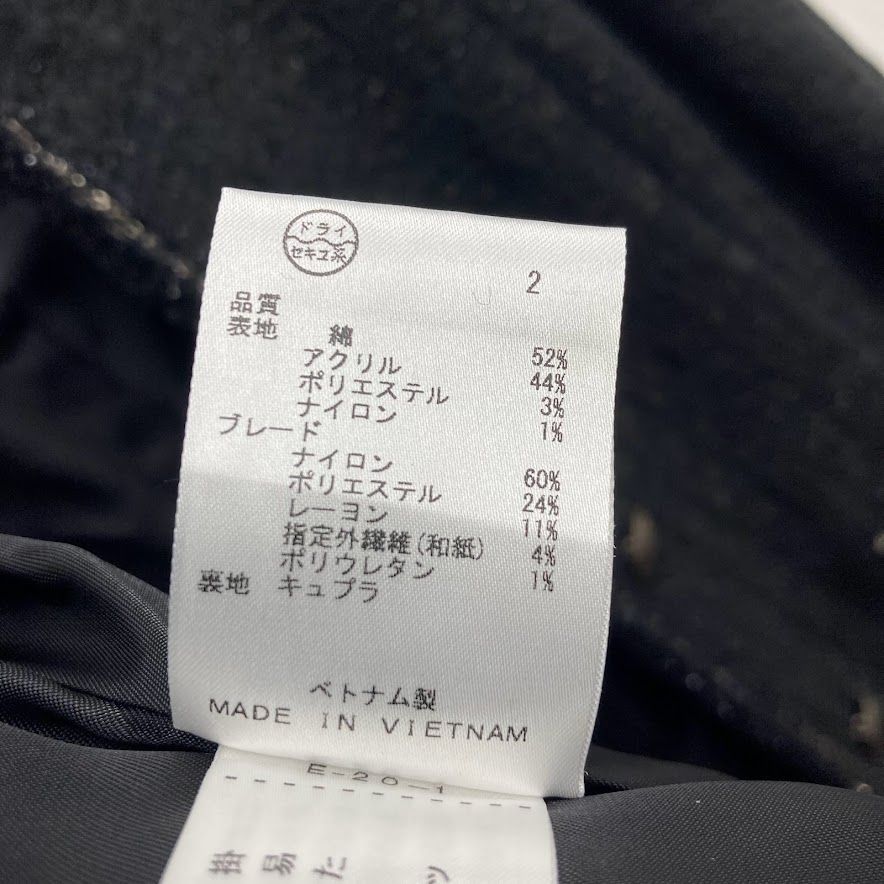 ドライ
セキユ系
2
品質
表地 綿 52%
アクリル 44%
ポリエステル 3%
ナイロン 1%
ブレード
ナイロン 60%
ポリエステル 24%
レーヨン 11%
指定外繊維(和紙) 4%
ポリウレタン 1%
裏地 キュプラ
ベトナム製
MADE IN VIETNAM
E-20-1
掛
易
た
ツ